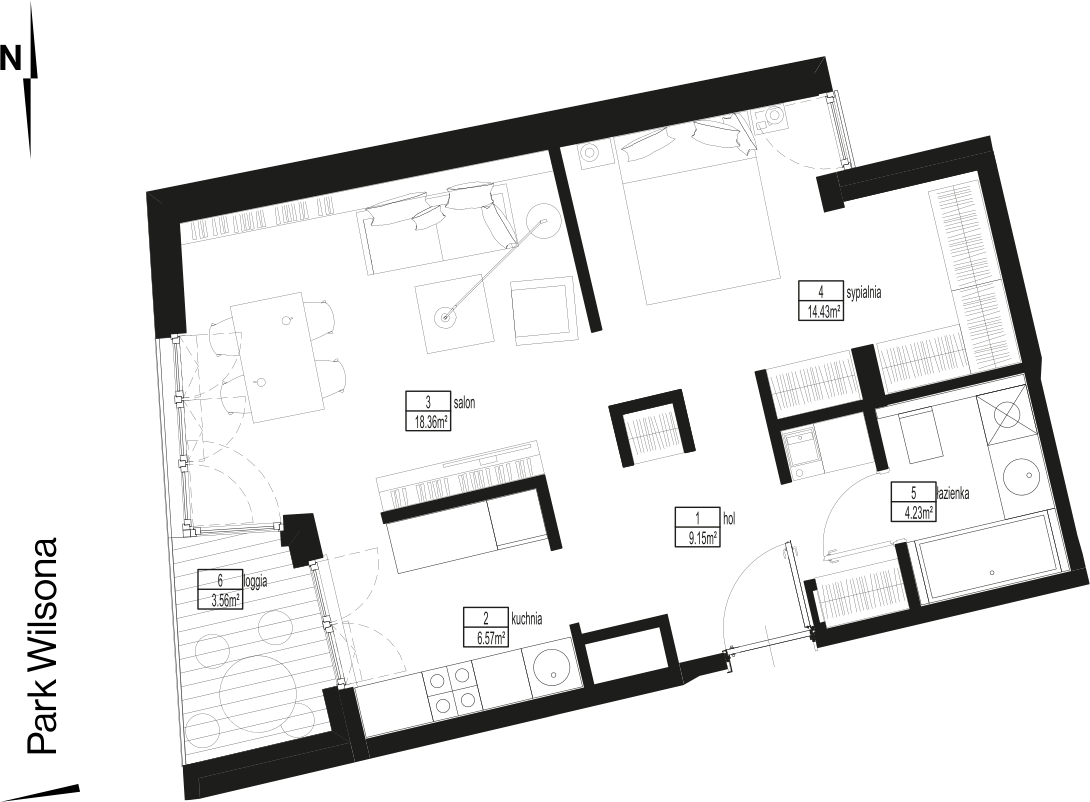 N
4 sypialnia
14.43m²
3 salon
18.36m²
5 łazienka
4.23m²
1 hol
9.15m²
6 loggia
3.56m²
2 kuchnia
6.57m²
Park Wilsona